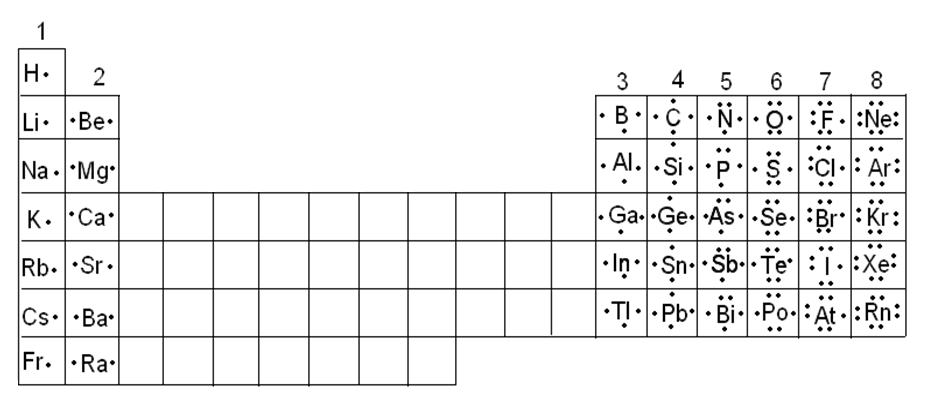 1
H 2 3 4 5 6 7 8
Li Be B C N O F Ne
Na Mg Al Si P S Cl Ar
K Ca Ga Ge As Se Br Kr
Rb Sr In Sn Sb Te I Xe
Cs Ba Tl Pb Bi Po At Rn
Fr Ra